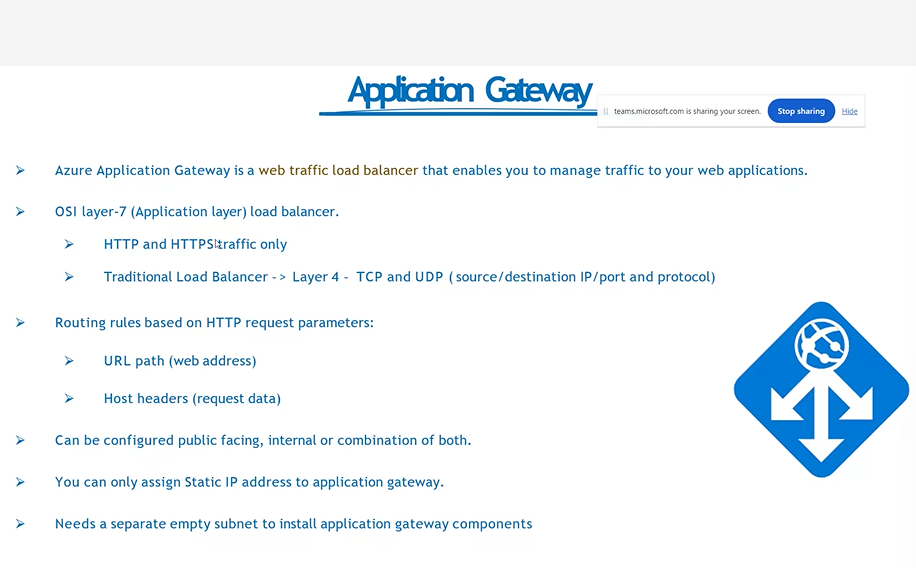 Application Gateway
teams.microsoft.com is sharing your screen. Stop sharing Hide
Azure Application Gateway is a web traffic load balancer that enables you to manage traffic to your web applications.
OSI layer-7 (Application layer) load balancer.
HTTP and HTTPS traffic only
Traditional Load Balancer -> Layer 4 - TCP and UDP (source/destination IP/port and protocol)
Routing rules based on HTTP request parameters:
URL path (web address)
Host headers (request data)
Can be configured public facing, internal or combination of both.
You can only assign Static IP address to application gateway.
Needs a separate empty subnet to install application gateway components